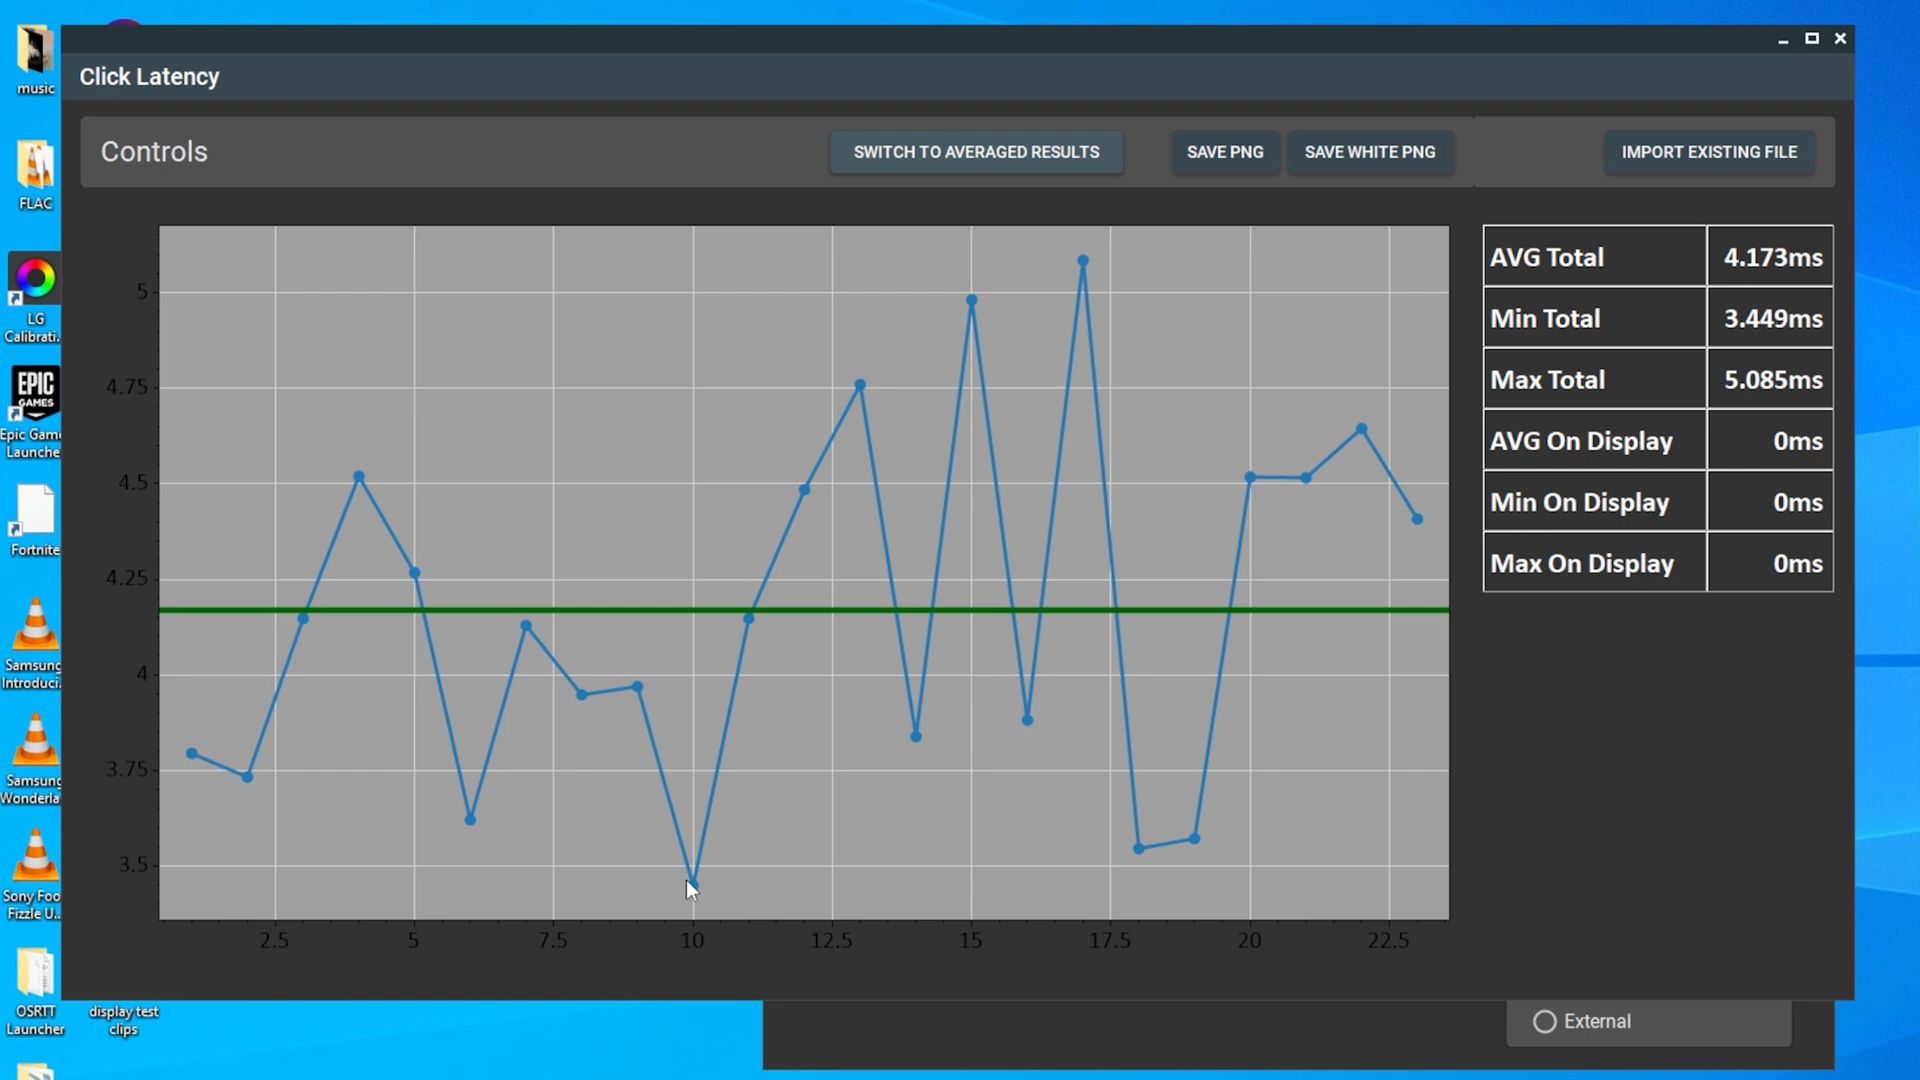 Click Latency
Controls
SWITCH TO AVERAGED RESULTS
SAVE PNG
SAVE WHITE PNG
IMPORT EXISTING FILE
5
4.75
4.5
4.25
4
3.75
3.5
2.5
5
7.5
10
12.5
15
17.5
20
22.5
AVG Total 4.173ms
Min Total 3.449ms
Max Total 5.085ms
AVG On Display 0ms
Min On Display 0ms
Max On Display 0ms
External
music
FLAC
LG
Calibrati...
EPIC
GAMES
Epic Game
Launche
Fortnite
Samsung
Introduci...
Samsung
Wonderla
Sony Foo
Fizzle U...
OSRTT
Launcher
display test
clips